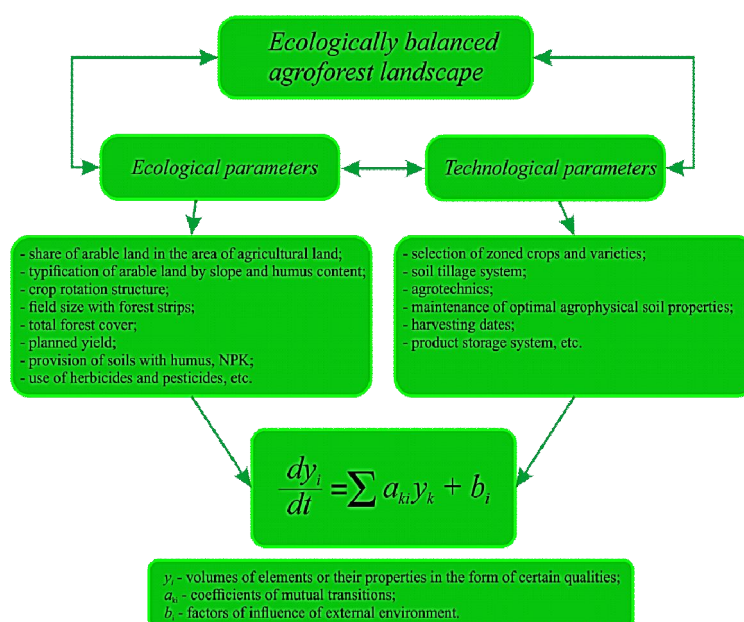 Ecologically balanced
agroforest landscape
Ecological parameters
Technological parameters
- share of arable land in the area of agricultural land;
- typification of arable land by slope and humus content;
- crop rotation structure;
- field size with forest strips;
- total forest cover;
- planned yield;
- provision of soils with humus, NPK;
- use of herbicides and pesticides, etc.
- selection of zoned crops and varieties;
- soil tillage system;
- agrotechnics;
- maintenance of optimal agrophysical soil properties;
- harvesting dates;
- product storage system, etc.
dyᵢ/dt = ∑ aₖᵢyₖ + bᵢ
yᵢ - volumes of elements or their properties in the form of certain qualities;
aₖᵢ - coefficients of mutual transitions;
bᵢ - factors of influence of external environment.